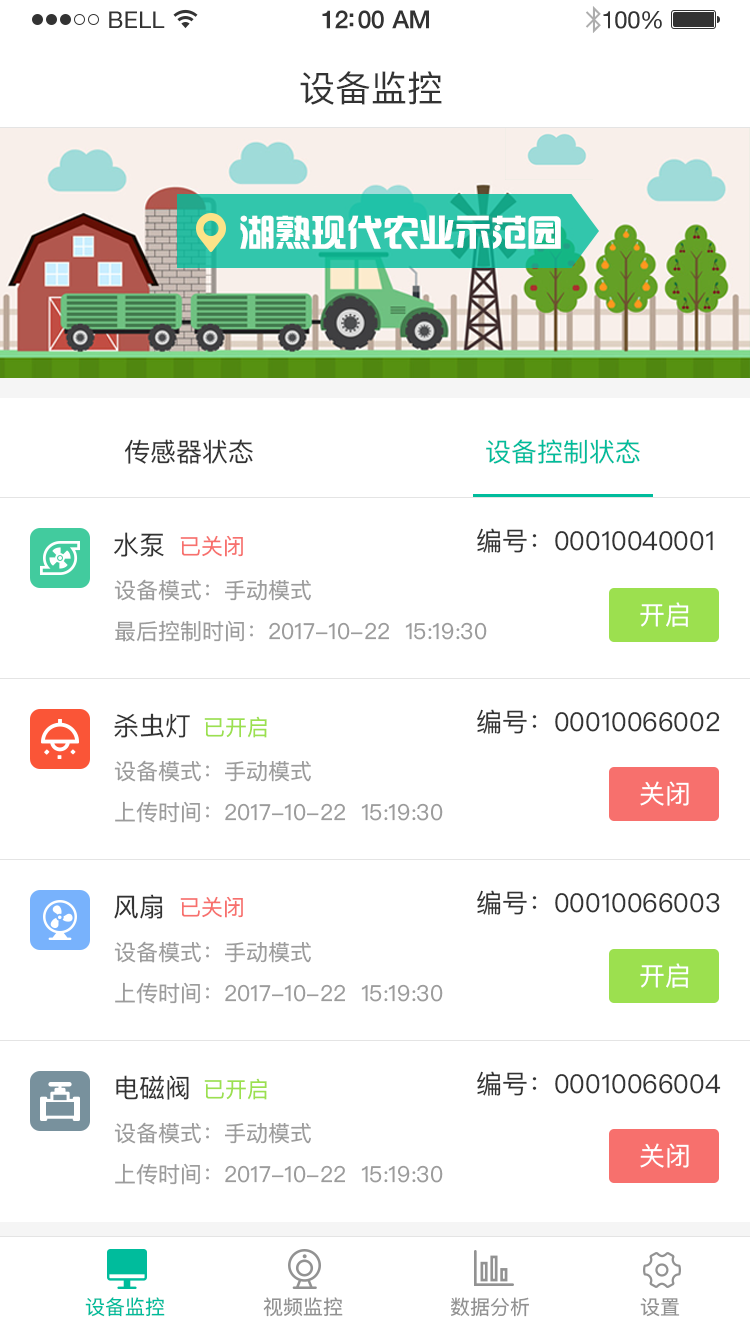 BELL 12:00 AM 100%
设备监控
湖熟现代农业示范园
传感器状态 设备控制状态
水泵 已关闭 编号：00010040001
设备模式：手动模式
开启
最后控制时间：2017-10-22 15:19:30
杀虫灯 已开启 编号：00010066002
设备模式：手动模式
关闭
上传时间：2017-10-22 15:19:30
风扇 已关闭 编号：00010066003
设备模式：手动模式
开启
上传时间：2017-10-22 15:19:30
电磁阀 已开启 编号：00010066004
设备模式：手动模式
关闭
上传时间：2017-10-22 15:19:30
设备监控 视频监控 数据分析 设置